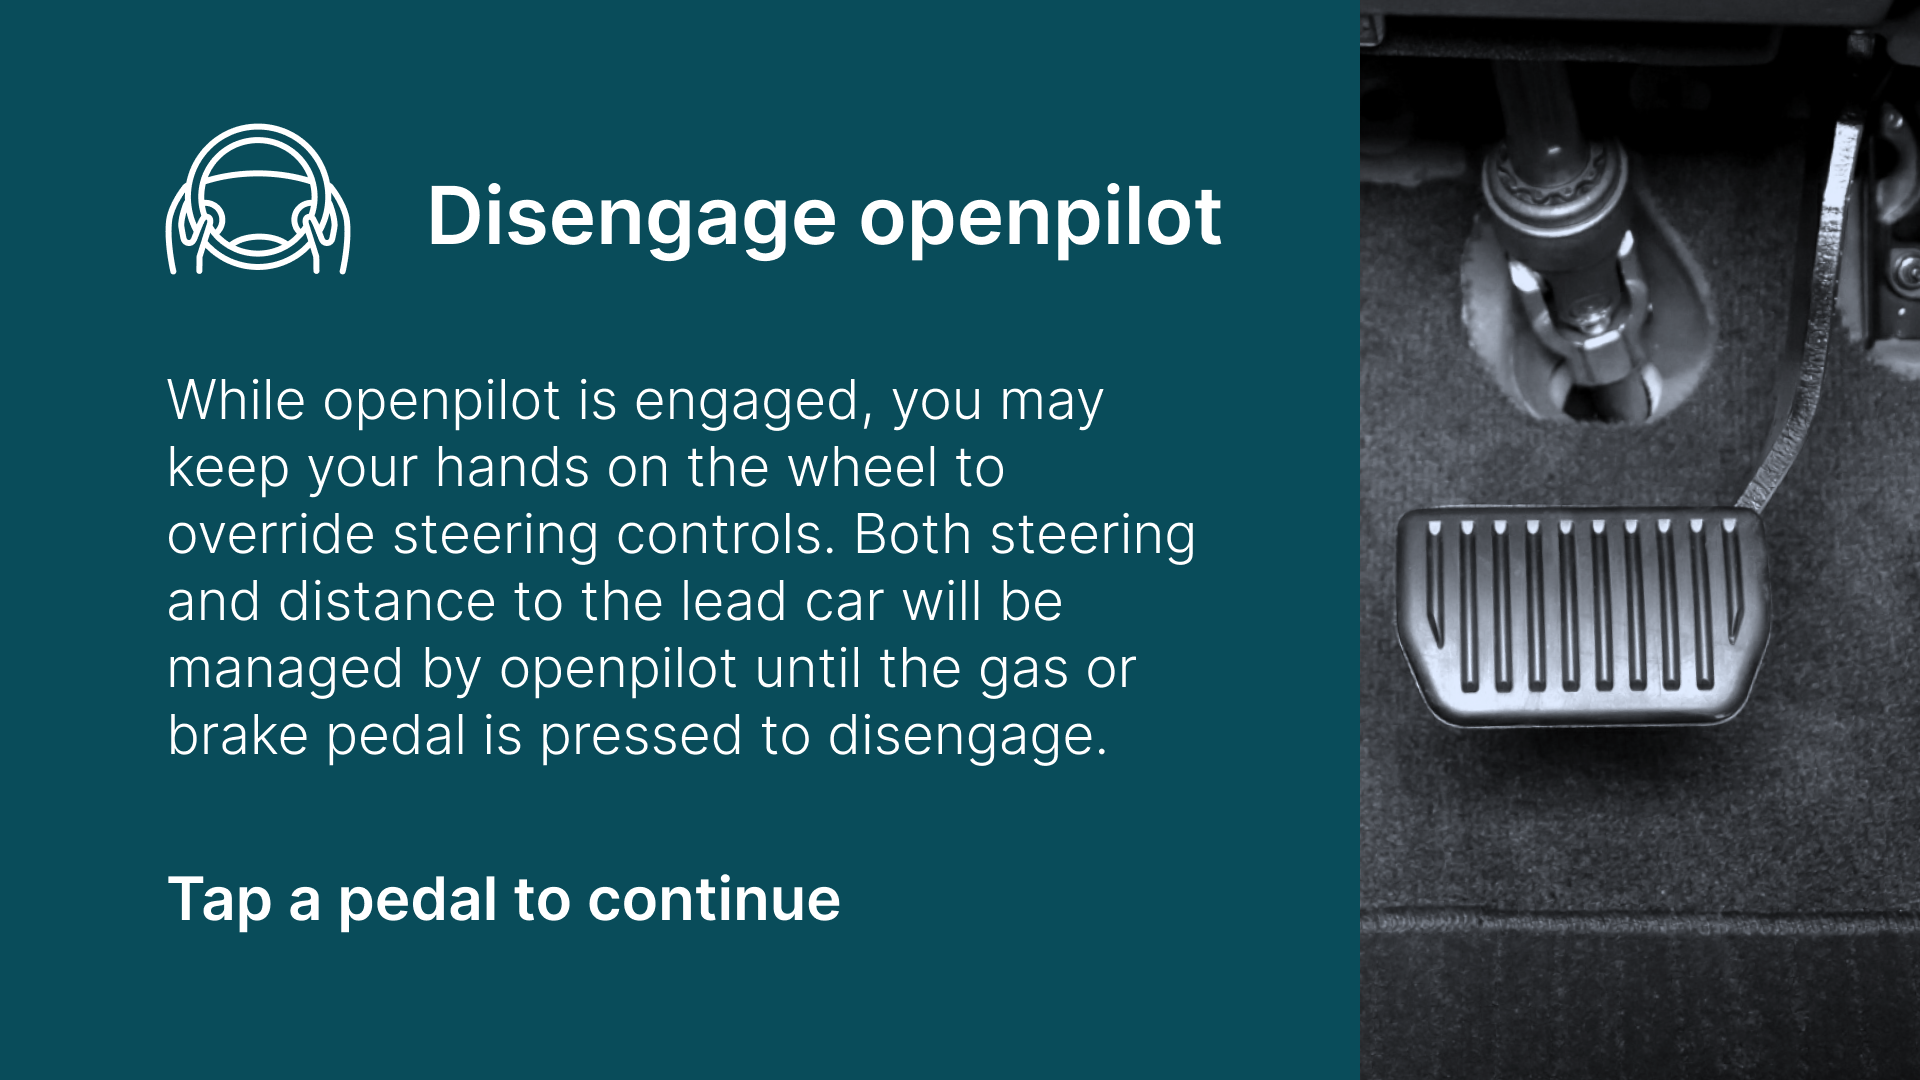 Disengage openpilot
While openpilot is engaged, you may
keep your hands on the wheel to
override steering controls. Both steering
and distance to the lead car will be
managed by openpilot until the gas or
brake pedal is pressed to disengage.
Tap a pedal to continue